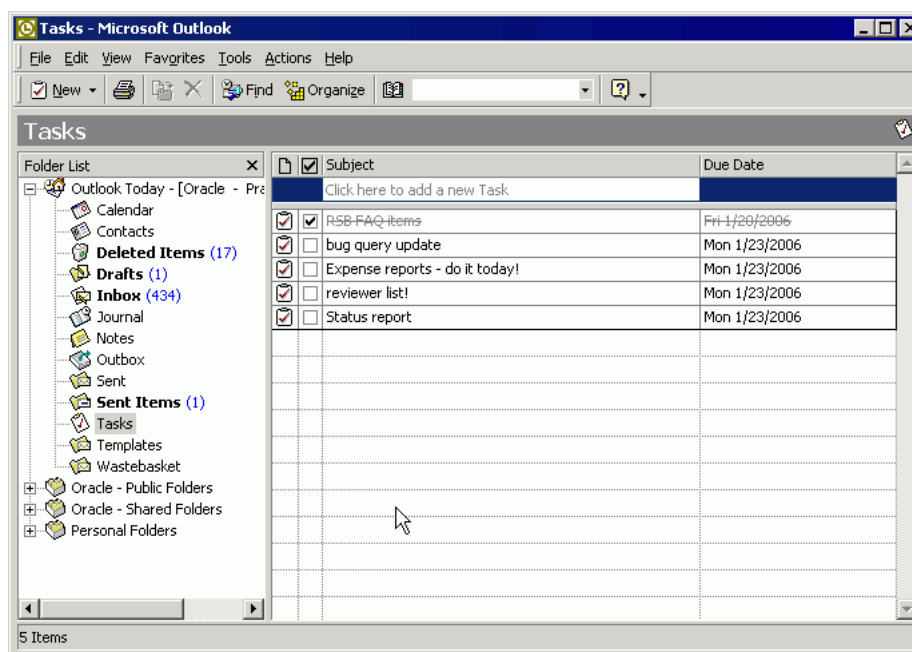 Tasks - Microsoft Outlook
File Edit View Favorites Tools Actions Help
New Find Organize
Tasks
Folder List
Subject Due Date
Outlook Today - [Oracle - Pra
Click here to add a new Task
Calendar
Contacts
Deleted Items (17)
Drafts (1)
Inbox (434)
Journal
Notes
Outbox
Sent
Sent Items (1)
Tasks
Templates
Wastebasket
Oracle - Public Folders
Oracle - Shared Folders
Personal Folders
RSB FAQ items Fri 1/20/2006
bug query update Mon 1/23/2006
Expense reports - do it today! Mon 1/23/2006
reviewer list! Mon 1/23/2006
Status report Mon 1/23/2006
5 Items